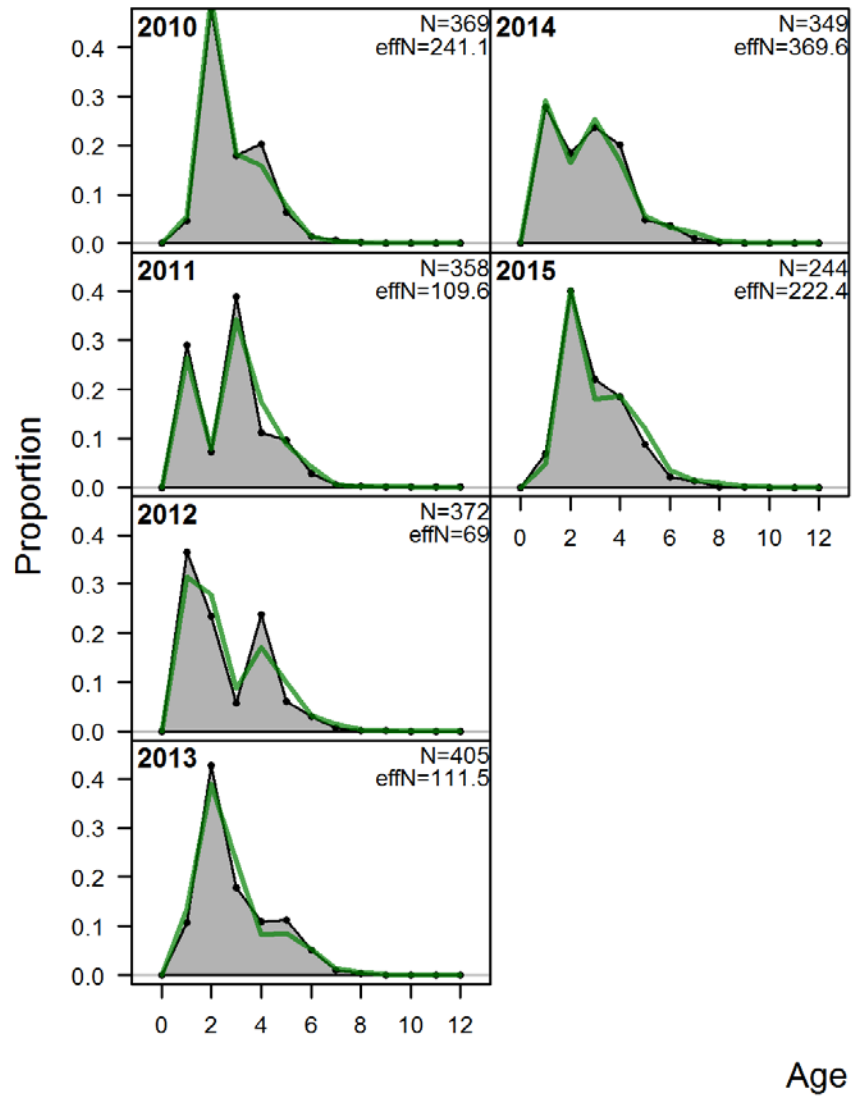 Proportion
2010
N=369
effN=241.1
0.4
0.3
0.2
0.1
0.0
2011
N=358
effN=109.6
0.4
0.3
0.2
0.1
0.0
2012
N=372
effN=69
0.4
0.3
0.2
0.1
0.0
2013
N=405
effN=111.5
0.4
0.3
0.2
0.1
0.0
0 2 4 6 8 10 12
2014
N=349
effN=369.6
2015
N=244
effN=222.4
0 2 4 6 8 10 12
Age